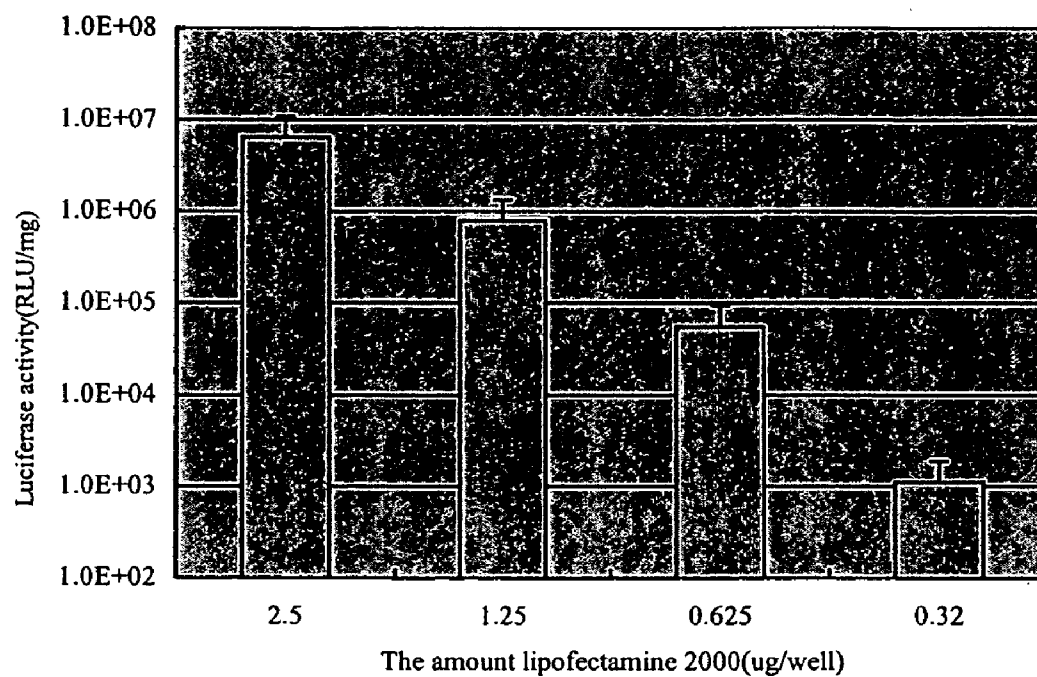 1.0E+08
1.0E+07
1.0E+06
1.0E+05
1.0E+04
1.0E+03
1.0E+02
Luciferase activity(RLU/mg)
2.5 1.25 0.625 0.32
The amount lipofectamine 2000(ug/well)